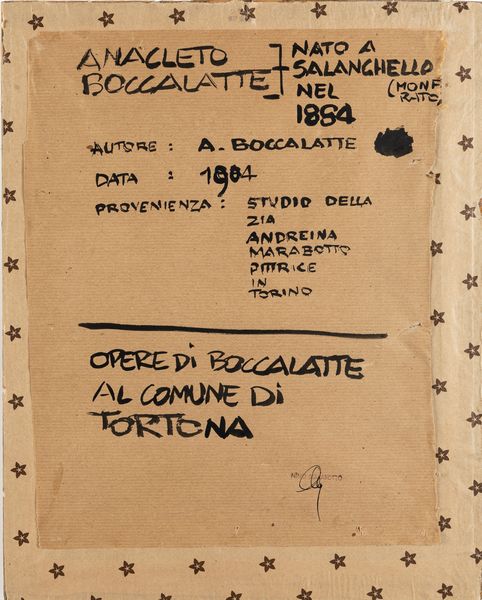 ANACLETO
BOCCALATTE
NATO A
SALANGHELLO
NEL (MONF
RATO)
1884
AUTORE : A. BOCCALATTE
DATA : 1904
PROVENIENZA : STUDIO DELLA
ZIA
ANDREINA
MARABOTTO
PITTRICE
IN
TORINO
OPERE DI BOCCALATTE
AL COMUNE DI
TORTONA